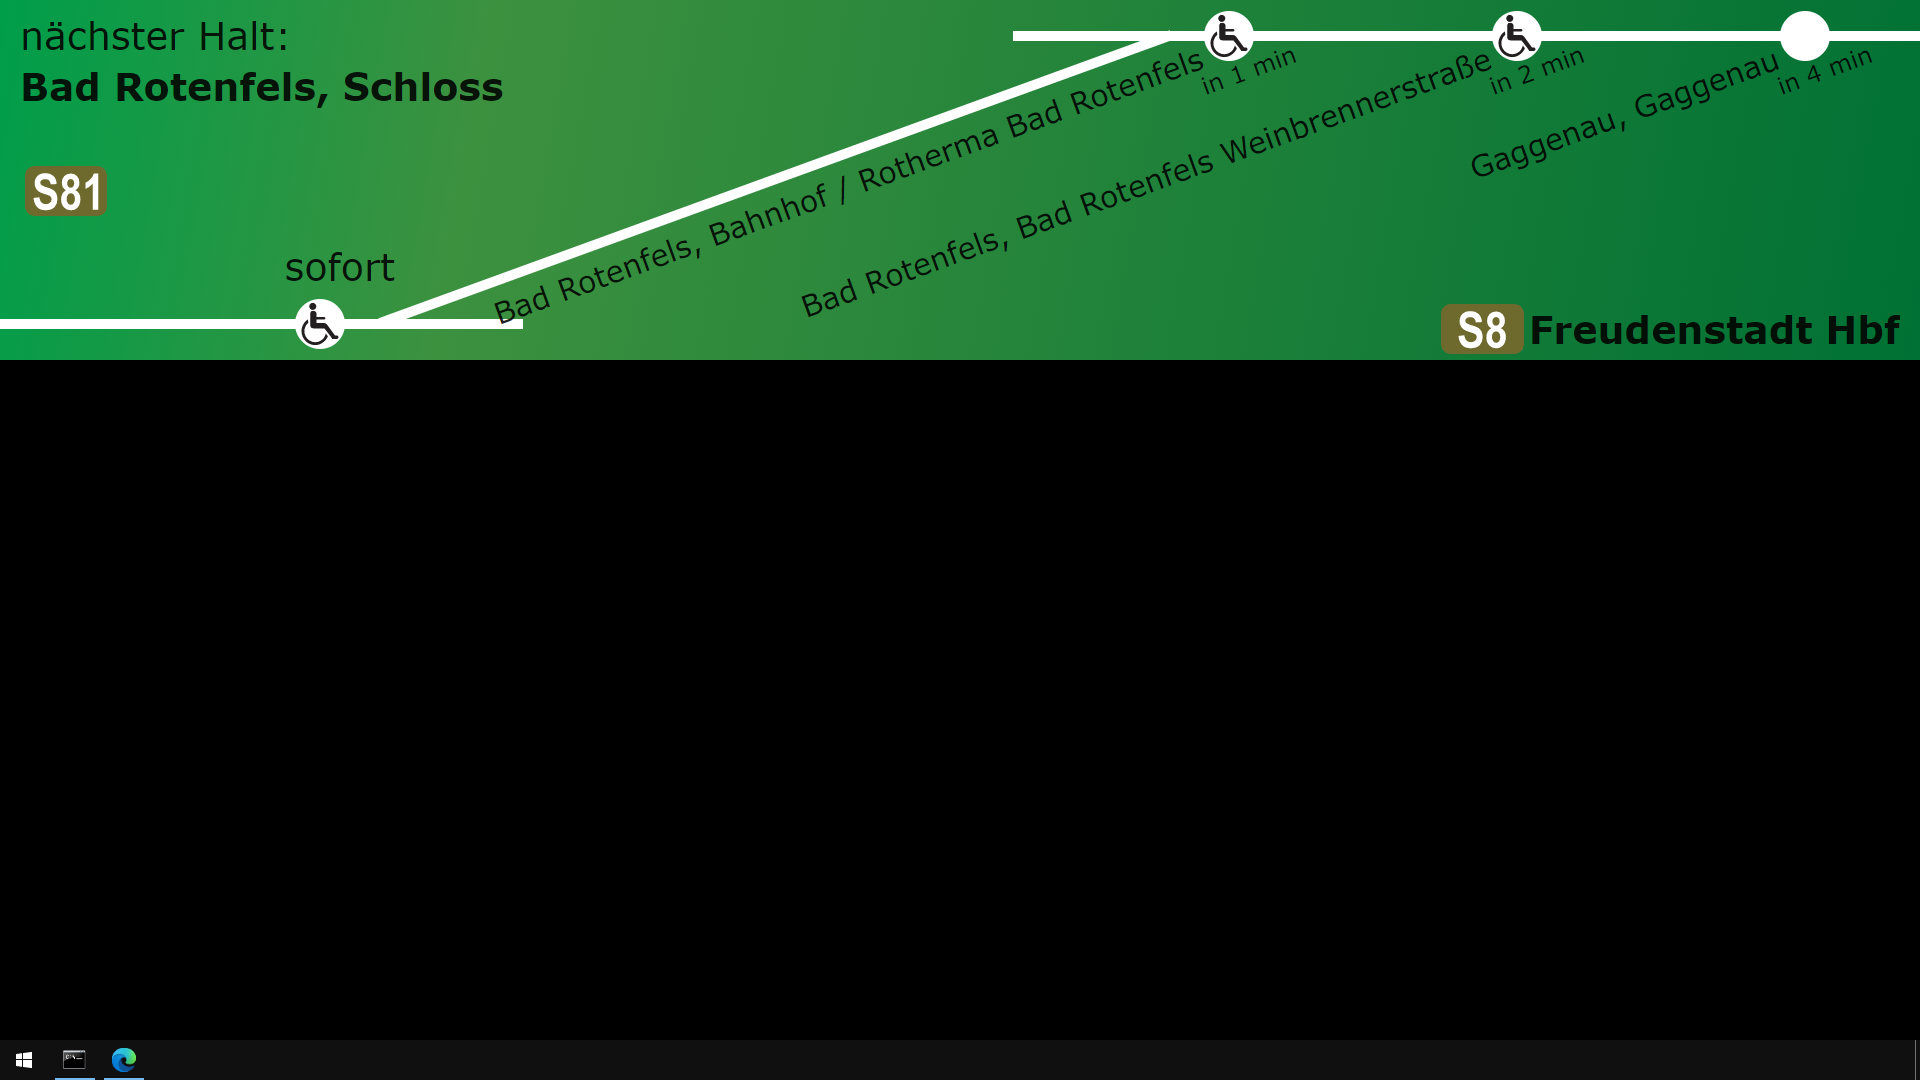 nächster Halt:
Bad Rotenfels, Schloss
S81
sofort
Bad Rotenfels, Bahnhof / Rotherma Bad Rotenfels
in 1 min
Bad Rotenfels, Bad Rotenfels Weinbrennerstraße
in 2 min
Gaggenau, Gaggenau
in 4 min
S8 Freudenstadt Hbf